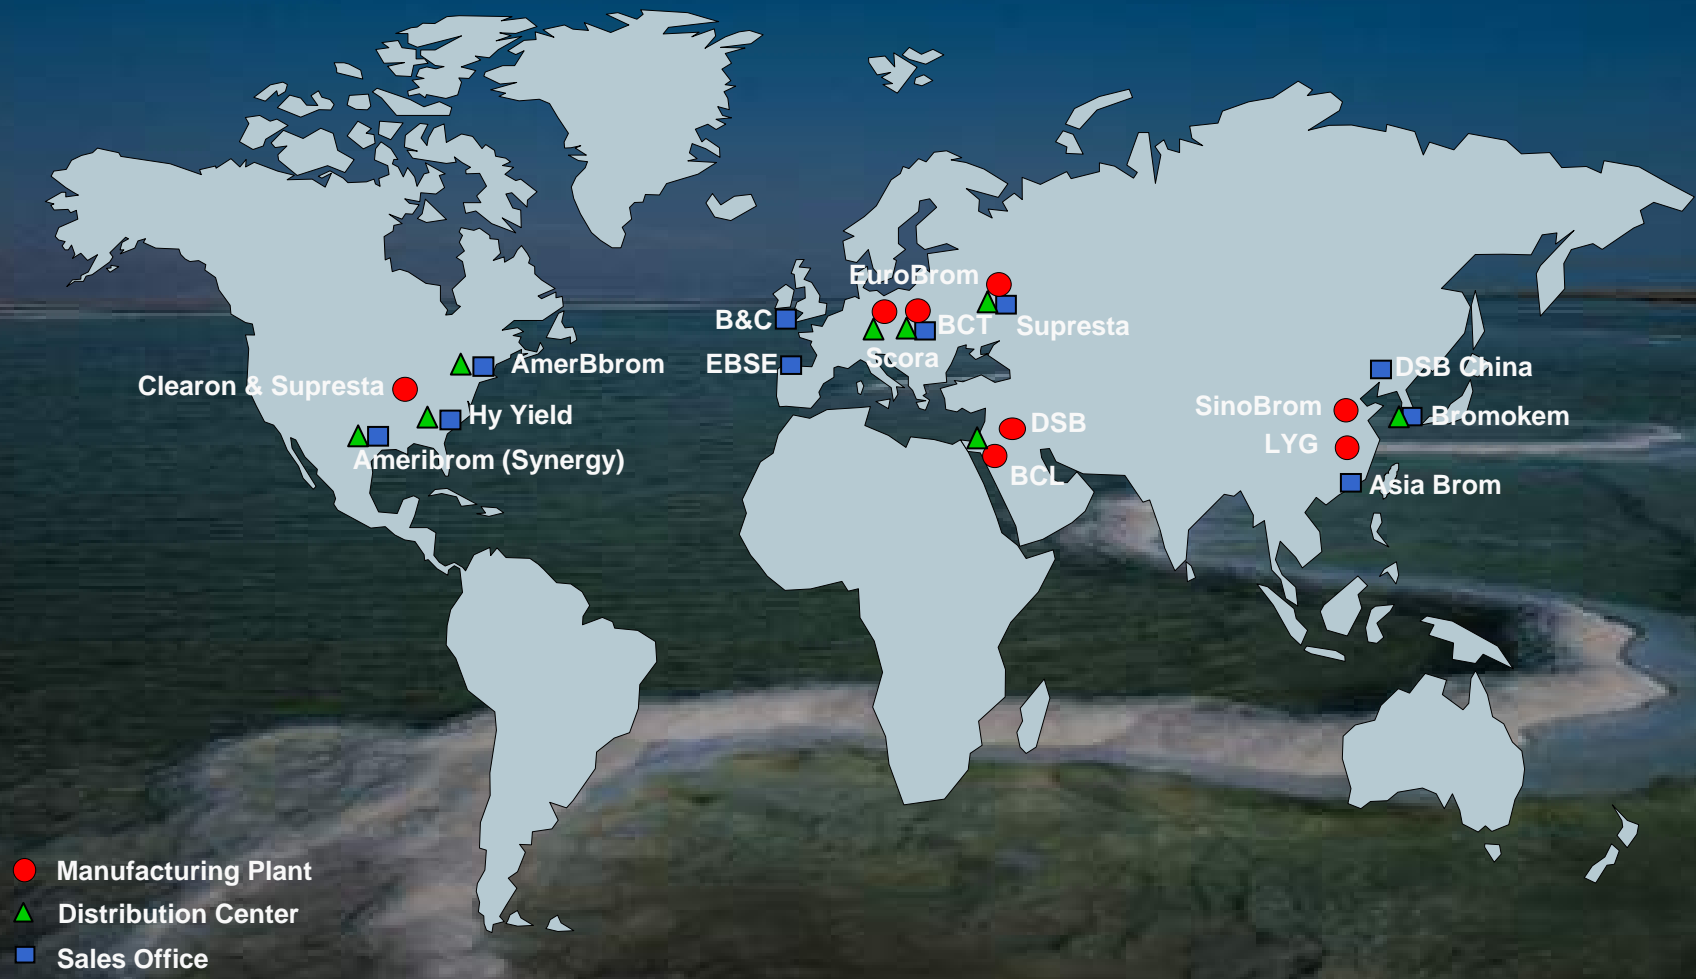 EuroBrom
B&C
BCT
Supresta
Scora
EBSE
AmerBbrom
Clearon & Supresta
DSB China
SinoBrom
Bromokem
Hy Yield
DSB
LYG
Ameribrom (Synergy)
BCL
Asia Brom
Manufacturing Plant
Distribution Center
Sales Office